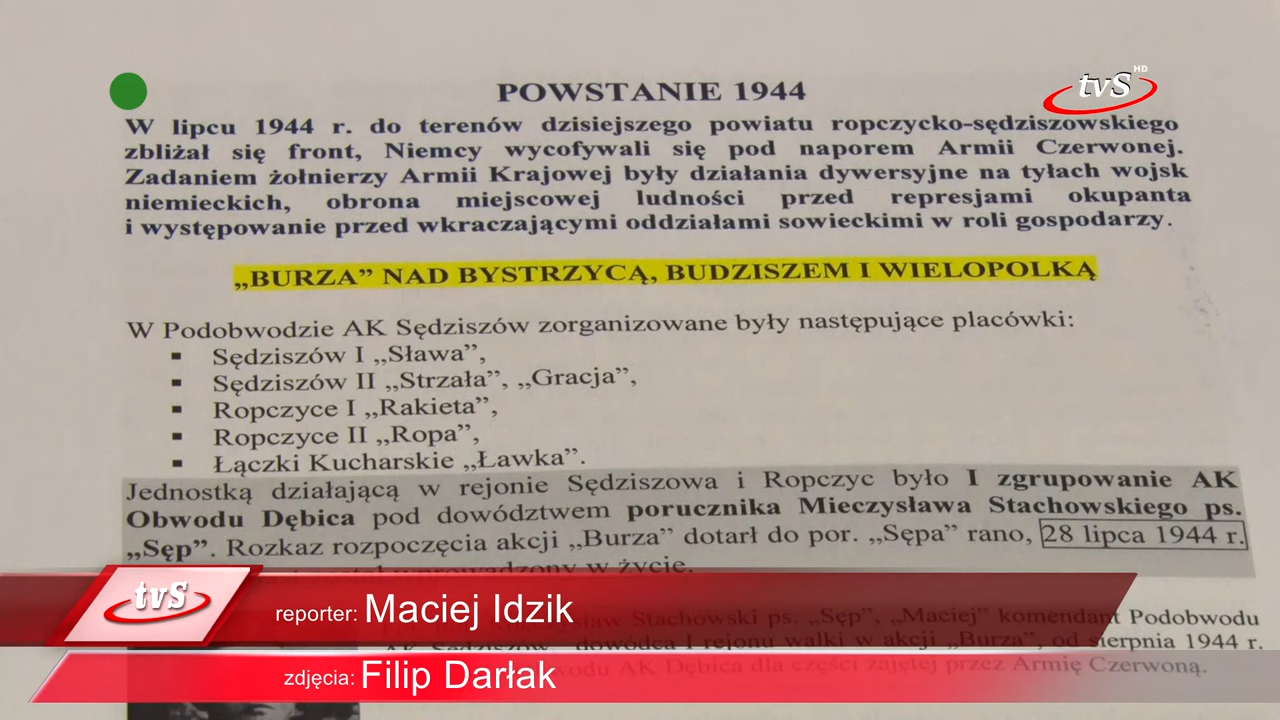 POWSTANIE 1944
tvS HD
W lipcu 1944 r. do terenów dzisiejszego powiatu ropczycko-sędziszowskiego
zbliżał się front, Niemcy wycofywali się pod naporem Armii Czerwonej.
Zadaniem żołnierzy Armii Krajowej były działania dywersyjne na tyłach wojsk
niemieckich, obrona miejscowej ludności przed represjami okupanta
i występowanie przed wkraczającymi oddziałami sowieckimi w roli gospodarzy.
„BURZA” NAD BYSTRZYCĄ, BUDZISZEM I WIELOPOLKĄ
W Podobwodzie AK Sędziszów zorganizowane były następujące placówki:
▪ Sędziszów I „Sława”,
▪ Sędziszów II „Strzała”, „Gracja”,
▪ Ropczyce I „Rakieta”,
▪ Ropczyce II „Ropa”,
▪ Łączki Kucharskie „Ławka”.
Jednostką działającą w rejonie Sędziszowa i Ropczyc było I zgrupowanie AK
Obwodu Dębica pod dowództwem porucznika Mieczysława Stachowskiego ps.
„Sęp”. Rozkaz rozpoczęcia akcji „Burza” dotarł do por. „Sępa” rano, 28 lipca 1944 r.
wprowadzony w życie.
tvS
reporter: Maciej Idzik
Stachowski ps. „Sęp”, „Maciej” komendant Podobwodu
AK Sędziszów, dowódca I rejonu walki w akcji „Burza”, od sierpnia 1944 r.
AK Dębica dla części zajętej przez Armię Czerwoną.
zdjęcia: Filip Darłak